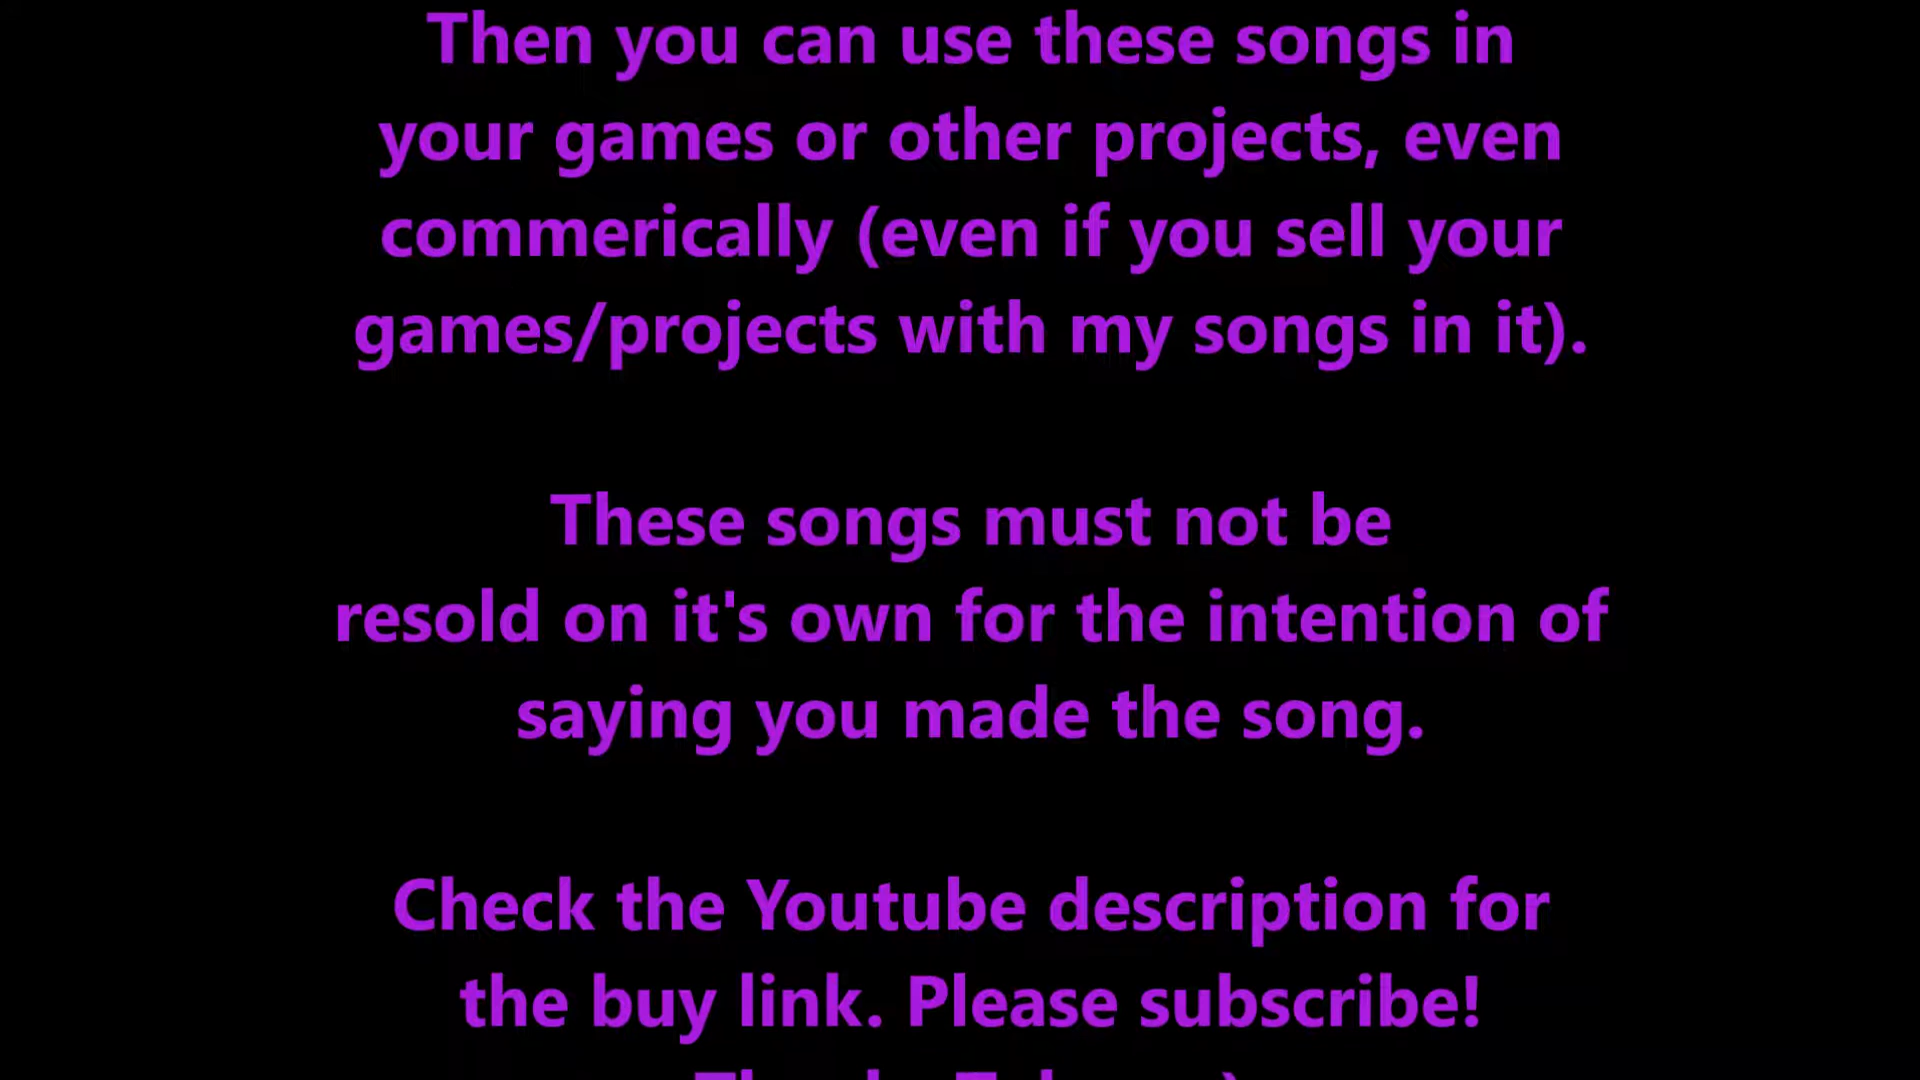 Then you can use these songs in
your games or other projects, even
commerically (even if you sell your
games/projects with my songs in it).
These songs must not be
resold on it's own for the intention of
saying you made the song.
Check the Youtube description for
the buy link. Please subscribe!